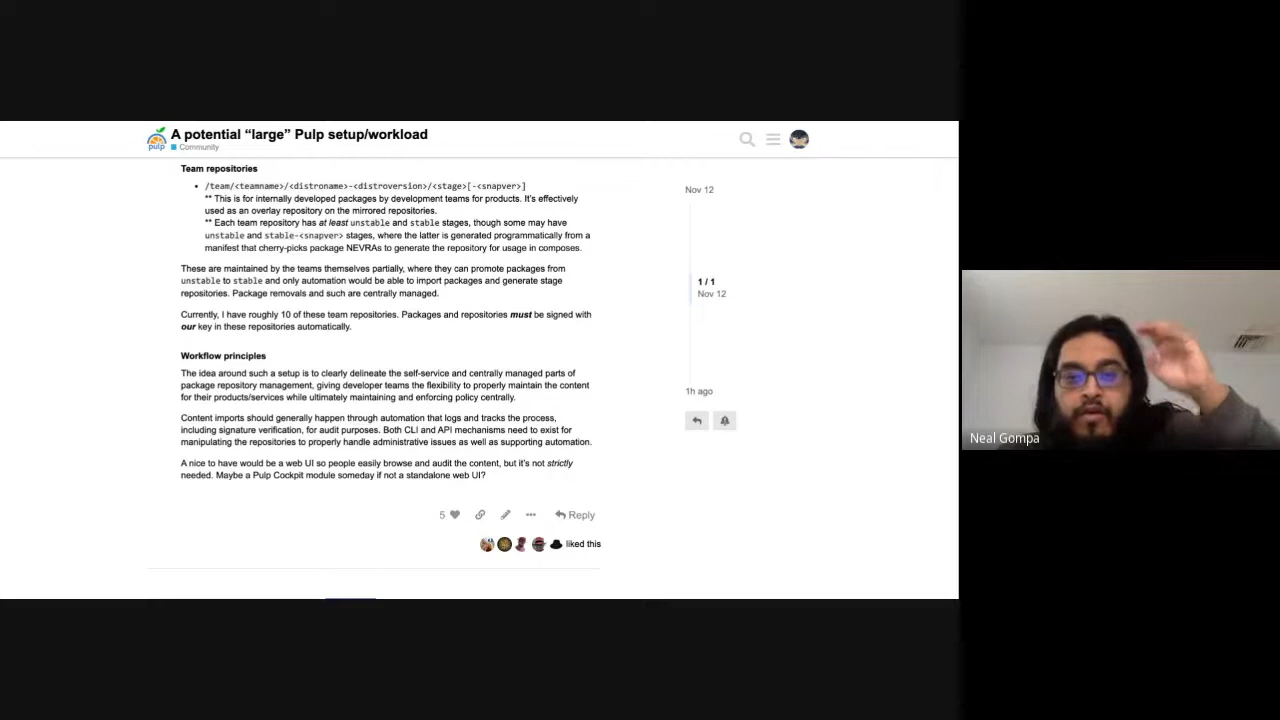 A potential “large” Pulp setup/workload
pulp
Community
Team repositories
• /team/<teamname>/<distroname>-<distroversion>/<stage>[-<snapver>]
** This is for internally developed packages by development teams for products. It's effectively
used as an overlay repository on the mirrored repositories.
** Each team repository has at least unstable and stable stages, though some may have
unstable and stable-<snapver> stages, where the latter is generated programmatically from a
manifest that cherry-picks package NEVRAs to generate the repository for usage in composes.
These are maintained by the teams themselves partially, where they can promote packages from
unstable to stable and only automation would be able to import packages and generate stage
repositories. Package removals and such are centrally managed.
Currently, I have roughly 10 of these team repositories. Packages and repositories must be signed with
our key in these repositories automatically.
Workflow principles
The idea around such a setup is to clearly delineate the self-service and centrally managed parts of
package repository management, giving developer teams the flexibility to properly maintain the content
for their products/services while ultimately maintaining and enforcing policy centrally.
Content imports should generally happen through automation that logs and tracks the process,
including signature verification, for audit purposes. Both CLI and API mechanisms need to exist for
manipulating the repositories to properly handle administrative issues as well as supporting automation.
A nice to have would be a web UI so people easily browse and audit the content, but it's not strictly
needed. Maybe a Pulp Cockpit module someday if not a standalone web UI?
5
Reply
liked this
Nov 12
1 / 1
Nov 12
1h ago
Neal Gompa